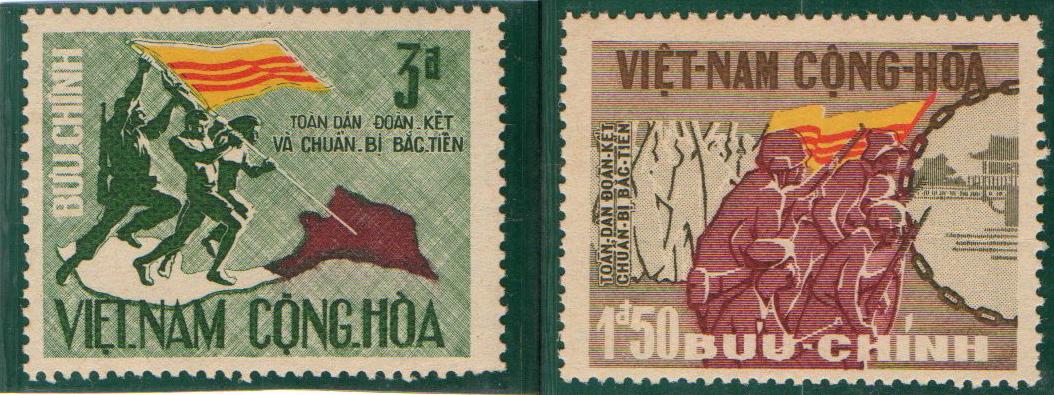 BƯU CHÍNH
3đ
TOÀN DÂN ĐOÀN KẾT
VÀ CHUẨN BỊ BẮC TIẾN
VIỆT.NAM CỘNG.HÒA
VIỆT-NAM CỘNG-HÒA
TOÀN·DÂN ĐOÀN·KẾT
CHUẨN·BỊ BẮC·TIẾN
1đ50 BƯU-CHÍNH